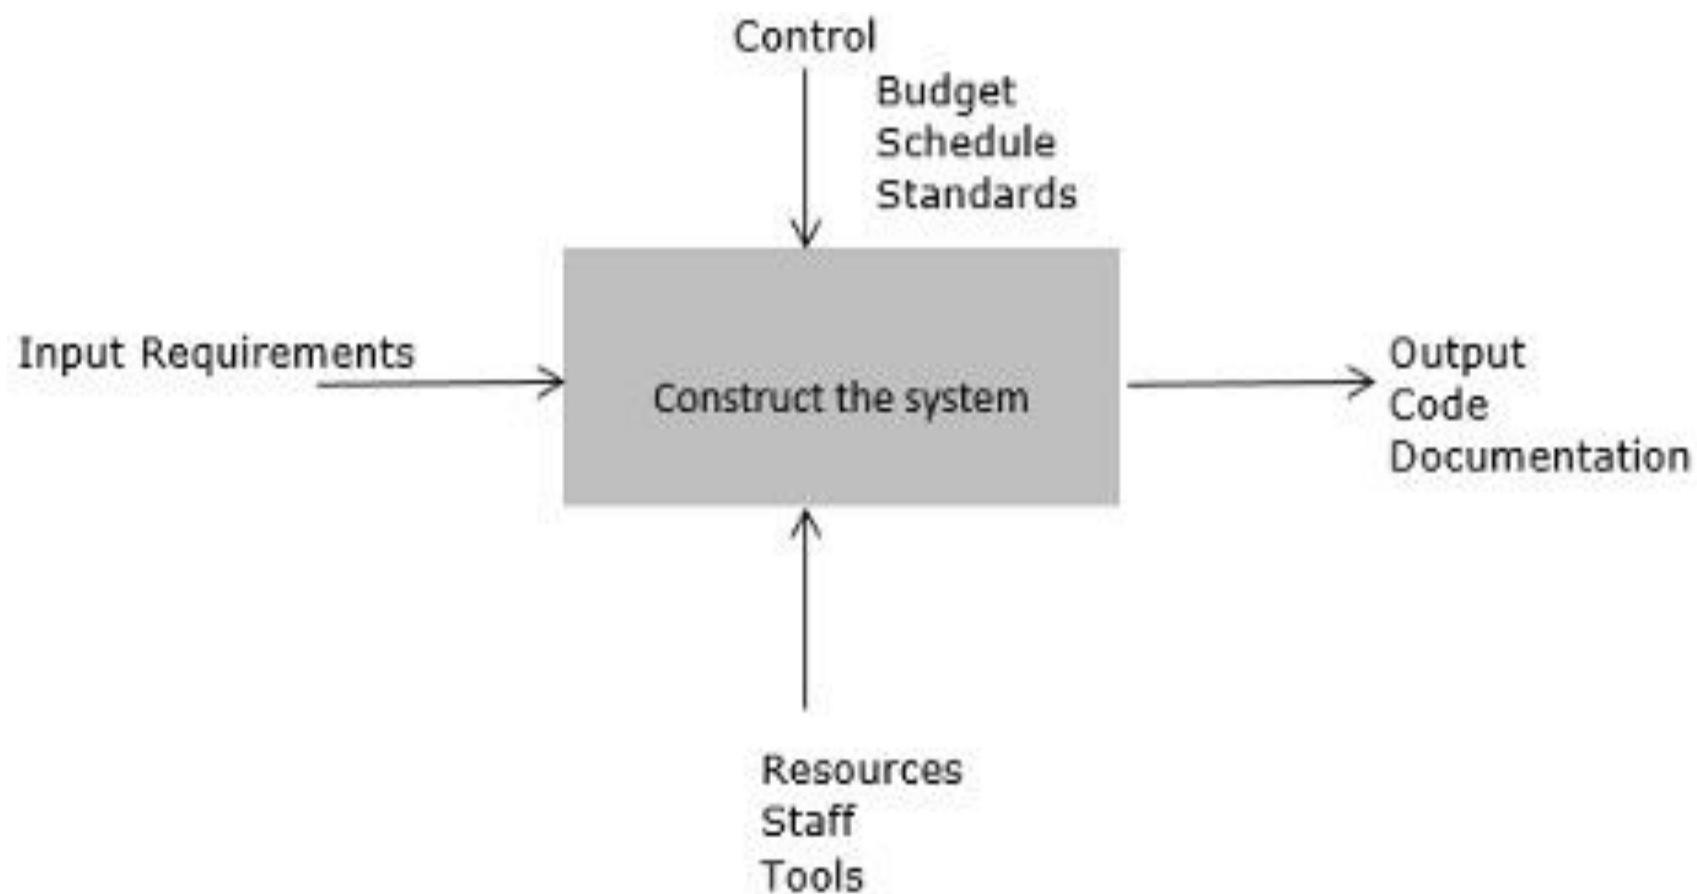 Control
Budget
Schedule
Standards
Input Requirements
Construct the system
Output
Code
Documentation
Resources
Staff
Tools